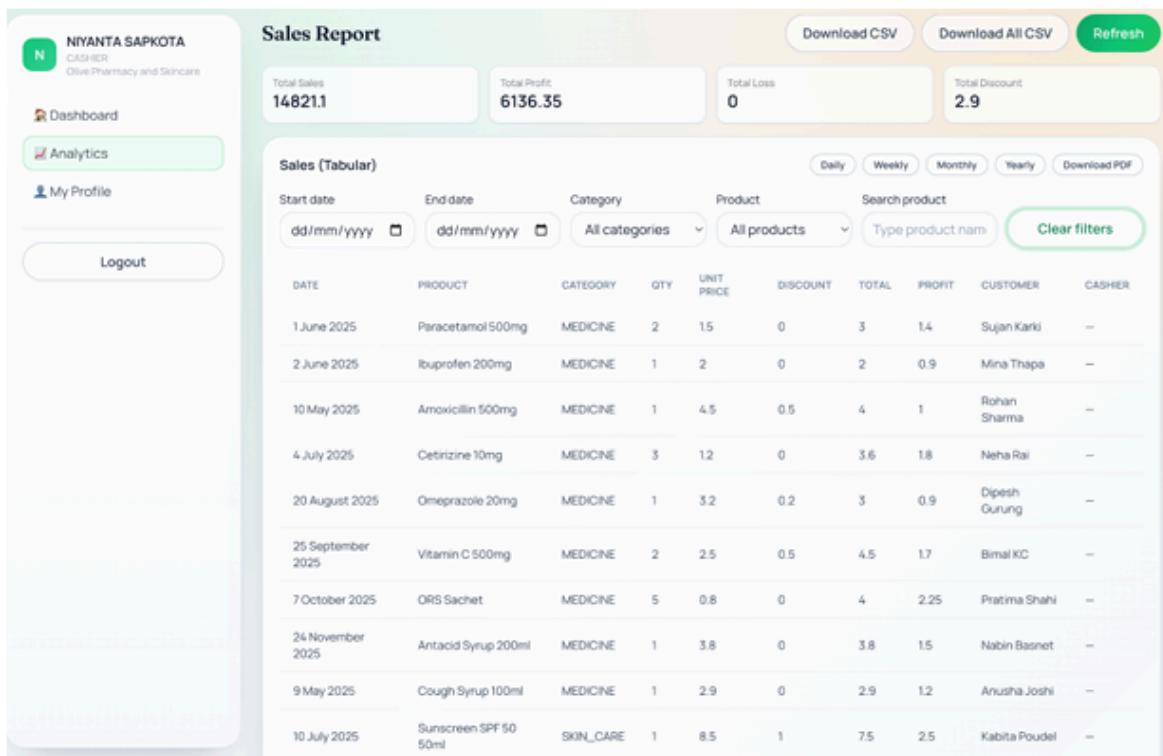 N
NIYANTA SAPKOTA
CASHIER
Olive Pharmacy and Skincare
Dashboard
Analytics
My Profile
Logout
Sales Report
Download CSV
Download All CSV
Refresh
Total Sales
14821.1
Total Profit
6136.35
Total Loss
0
Total Discount
2.9
Sales (Tabular)
Daily
Weekly
Monthly
Yearly
Download PDF
Start date
End date
Category
Product
Search product
dd/mm/yyyy
dd/mm/yyyy
All categories
All products
Type product nam
Clear filters
DATE PRODUCT CATEGORY QTY UNIT PRICE DISCOUNT TOTAL PROFIT CUSTOMER CASHIER
1 June 2025 Paracetamol 500mg MEDICINE 2 1.5 0 3 1.4 Sujan Karki —
2 June 2025 Ibuprofen 200mg MEDICINE 1 2 0 2 0.9 Mina Thapa —
10 May 2025 Amoxicillin 500mg MEDICINE 1 4.5 0.5 4 1 Rohan Sharma —
4 July 2025 Cetirizine 10mg MEDICINE 3 1.2 0 3.6 1.8 Neha Rai —
20 August 2025 Omeprazole 20mg MEDICINE 1 3.2 0.2 3 0.9 Dipesh Gurung —
25 September 2025 Vitamin C 500mg MEDICINE 2 2.5 0.5 4.5 1.7 Bimal KC —
7 October 2025 ORS Sachet MEDICINE 5 0.8 0 4 2.25 Pratima Shahi —
24 November 2025 Antacid Syrup 200ml MEDICINE 1 3.8 0 3.8 1.5 Nabin Basnet —
9 May 2025 Cough Syrup 100ml MEDICINE 1 2.9 0 2.9 1.2 Anusha Joshi —
10 July 2025 Sunscreen SPF 50 50ml SKIN_CARE 1 8.5 1 7.5 2.5 Kabita Poudel —